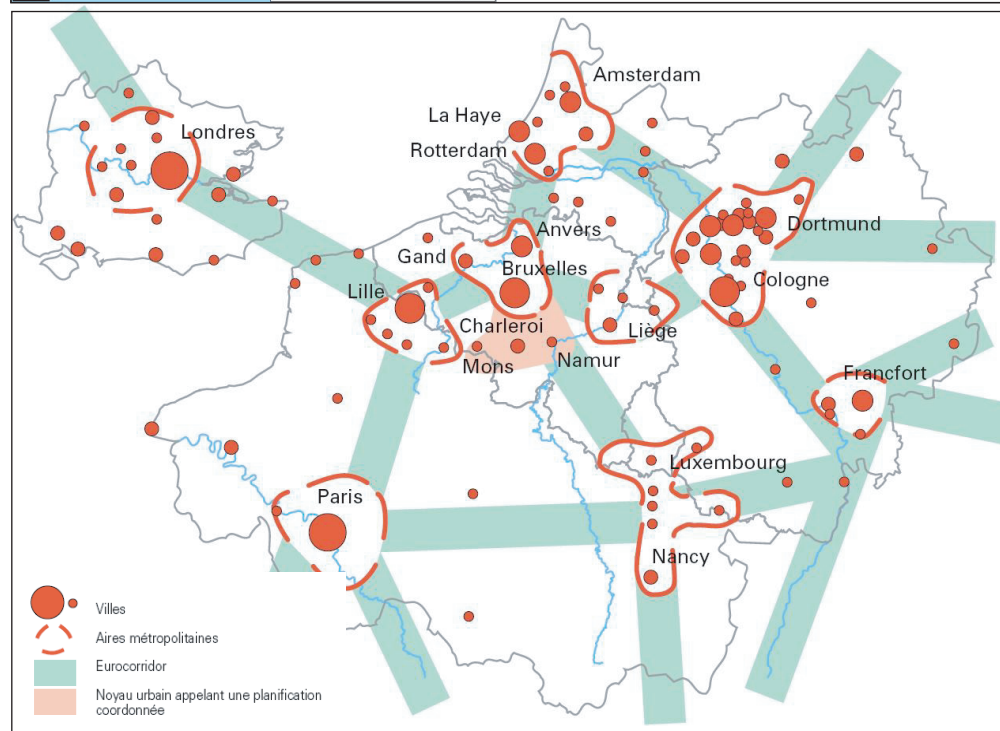 Amsterdam
La Haye
Londres
Rotterdam
Anvers
Dortmund
Gand
Bruxelles
Cologne
Lille
Charleroi
Liège
Mons
Namur
Francfort
Luxembourg
Paris
Nancy
Villes
Aires métropolitaines
Eurocorridor
Noyau urbain appelant une planification
coordonnée